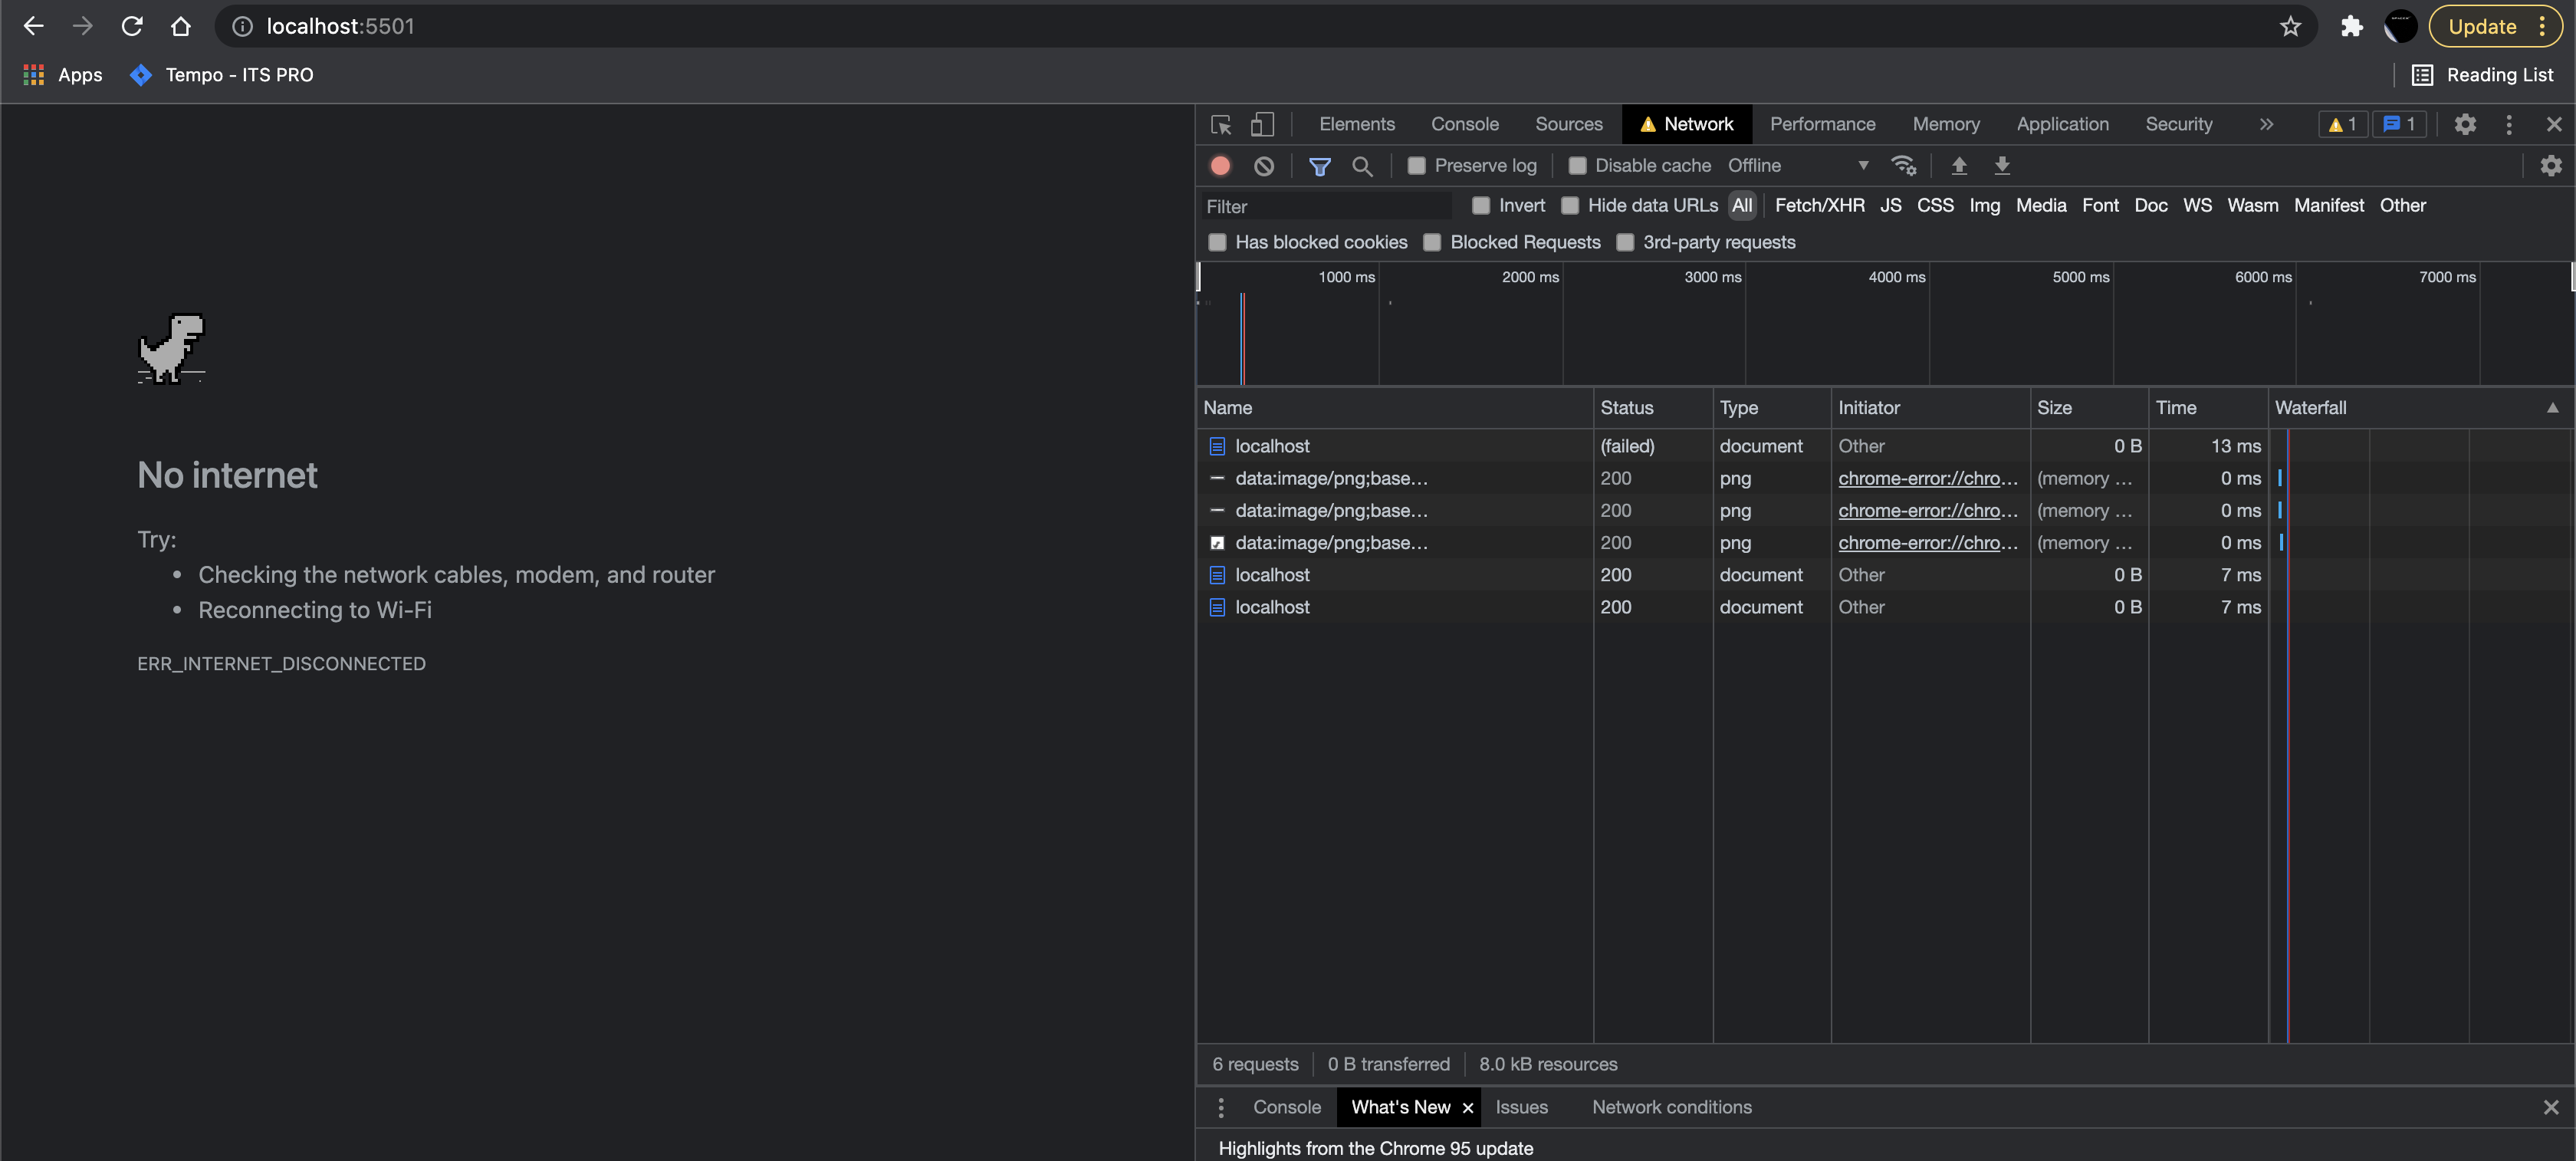 localhost:5501
Update
Apps
Tempo - ITS PRO
Reading List
No internet
Try:
Checking the network cables, modem, and router
Reconnecting to Wi-Fi
ERR_INTERNET_DISCONNECTED
Elements Console Sources Network Performance Memory Application Security 1 1
Preserve log Disable cache Offline
Filter Invert Hide data URLs All Fetch/XHR JS CSS Img Media Font Doc WS Wasm Manifest Other
Has blocked cookies Blocked Requests 3rd-party requests
1000 ms 2000 ms 3000 ms 4000 ms 5000 ms 6000 ms 7000 ms
Name Status Type Initiator Size Time Waterfall
localhost (failed) document Other 0 B 13 ms
data:image/png;base… 200 png chrome-error://chro… (memory … 0 ms
data:image/png;base… 200 png chrome-error://chro… (memory … 0 ms
data:image/png;base… 200 png chrome-error://chro… (memory … 0 ms
localhost 200 document Other 0 B 7 ms
localhost 200 document Other 0 B 7 ms
6 requests 0 B transferred 8.0 kB resources
Console What's New Issues Network conditions
Highlights from the Chrome 95 update